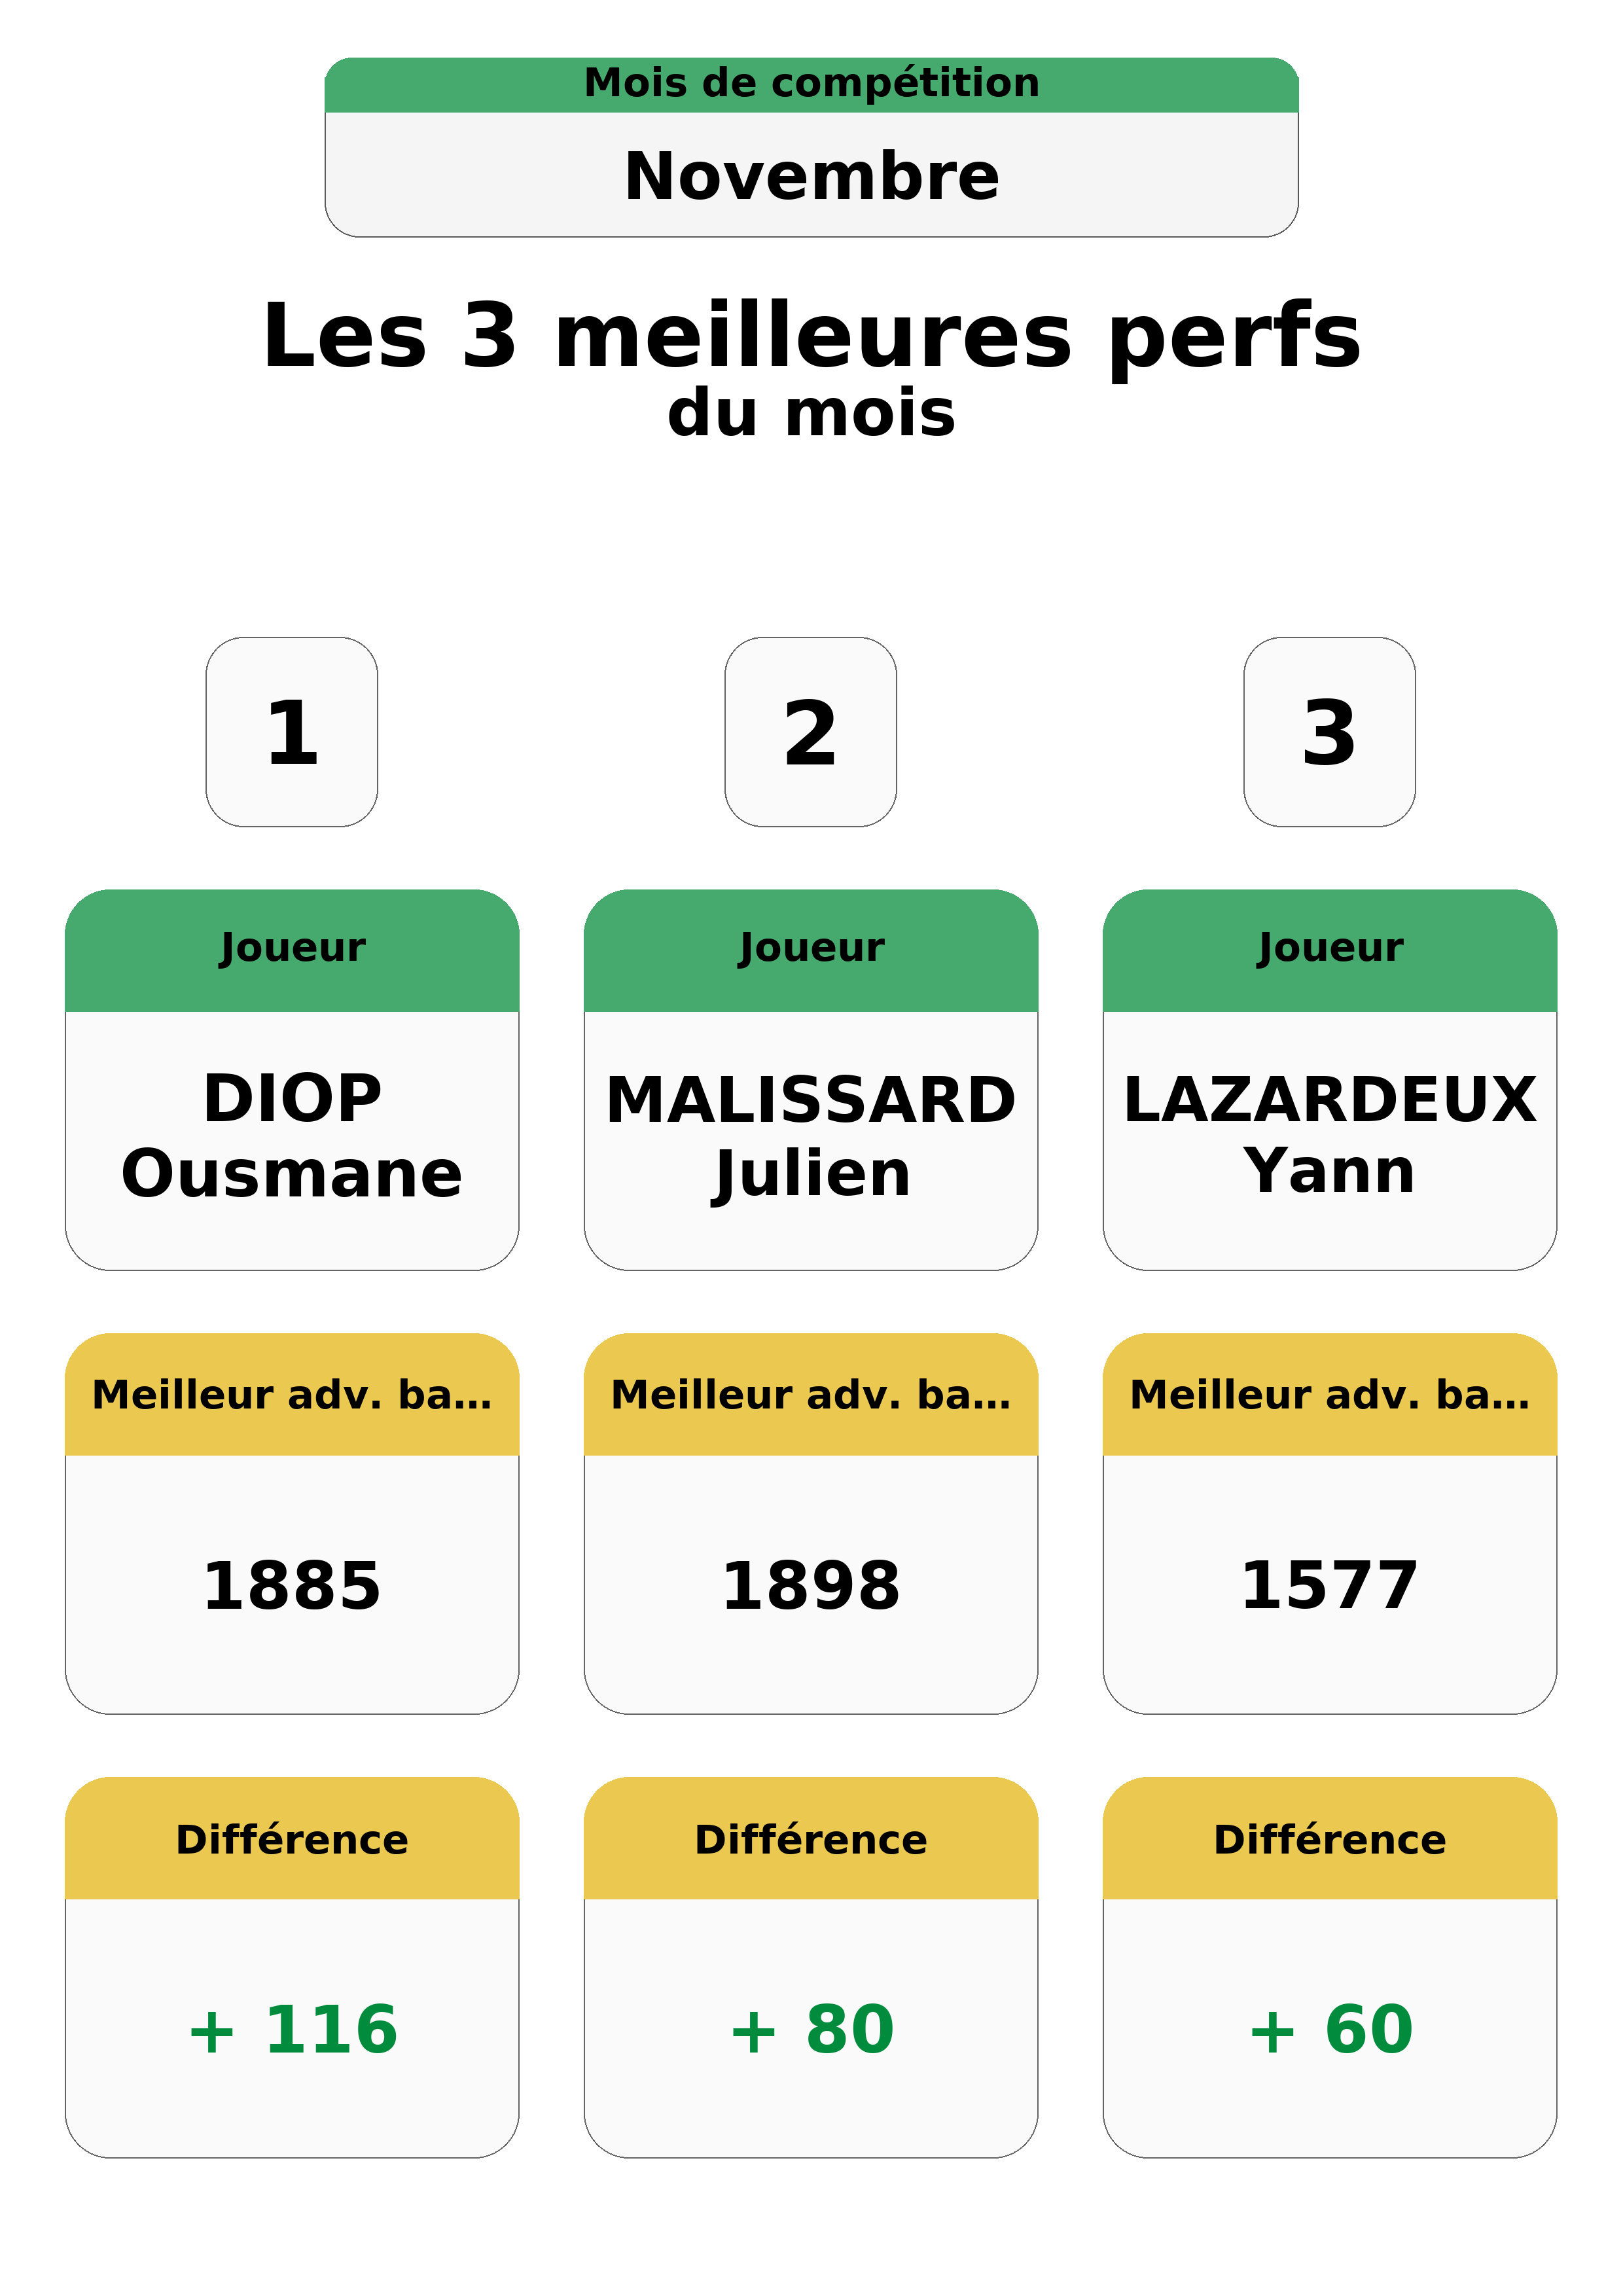 Mois de compétition
Novembre
Les 3 meilleures perfs
du mois
1
2
3
Joueur
Joueur
Joueur
DIOP
Ousmane
MALISSARD
Julien
LAZARDEUX
Yann
Meilleur adv. ba...
Meilleur adv. ba...
Meilleur adv. ba...
1885
1898
1577
Différence
Différence
Différence
+ 116
+ 80
+ 60